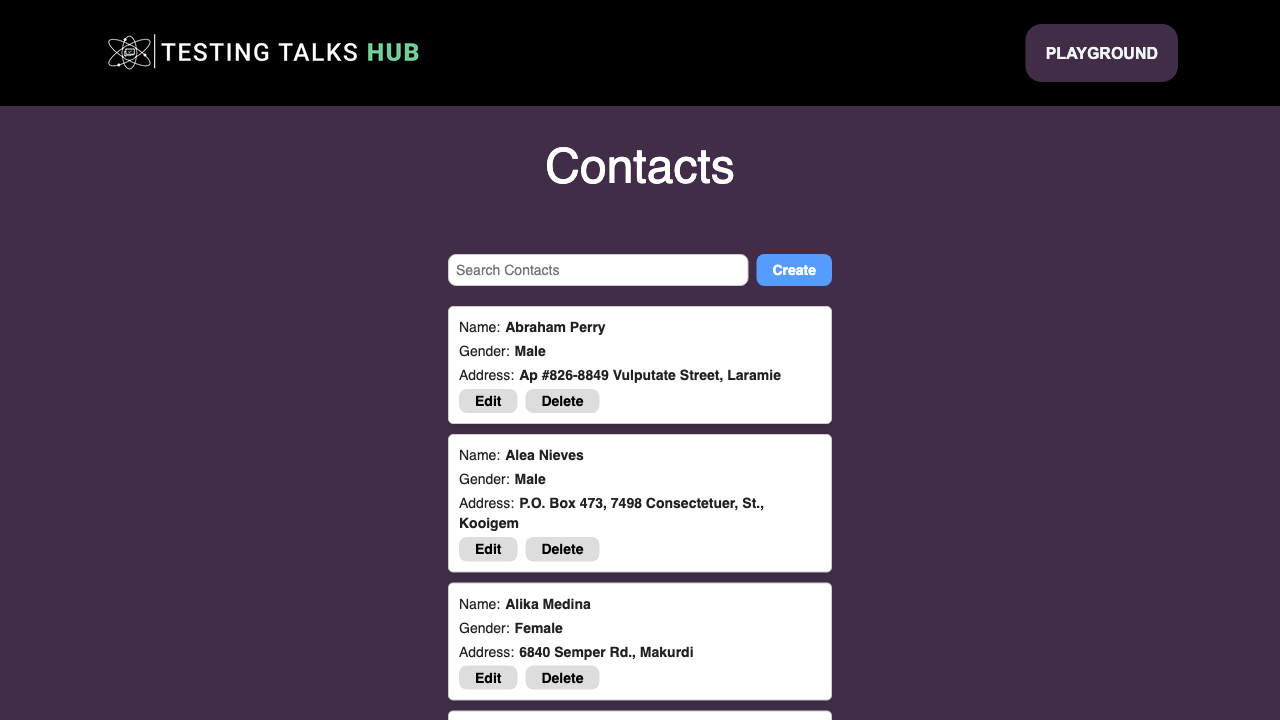 TESTING TALKS HUB
PLAYGROUND
Contacts
Search Contacts
Create
Name: Abraham Perry
Gender: Male
Address: Ap #826-8849 Vulputate Street, Laramie
Edit Delete
Name: Alea Nieves
Gender: Male
Address: P.O. Box 473, 7498 Consectetuer, St.,
Kooigem
Edit Delete
Name: Alika Medina
Gender: Female
Address: 6840 Semper Rd., Makurdi
Edit Delete